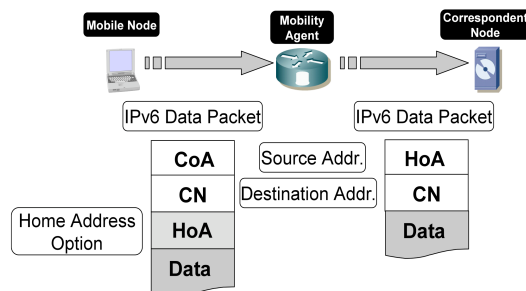 Mobile Node
Mobility
Agent
Correspondent
Node
IPv6 Data Packet
IPv6 Data Packet
CoA
Source Addr.
HoA
CN
Destination Addr.
CN
Home Address
Option
HoA
Data
Data